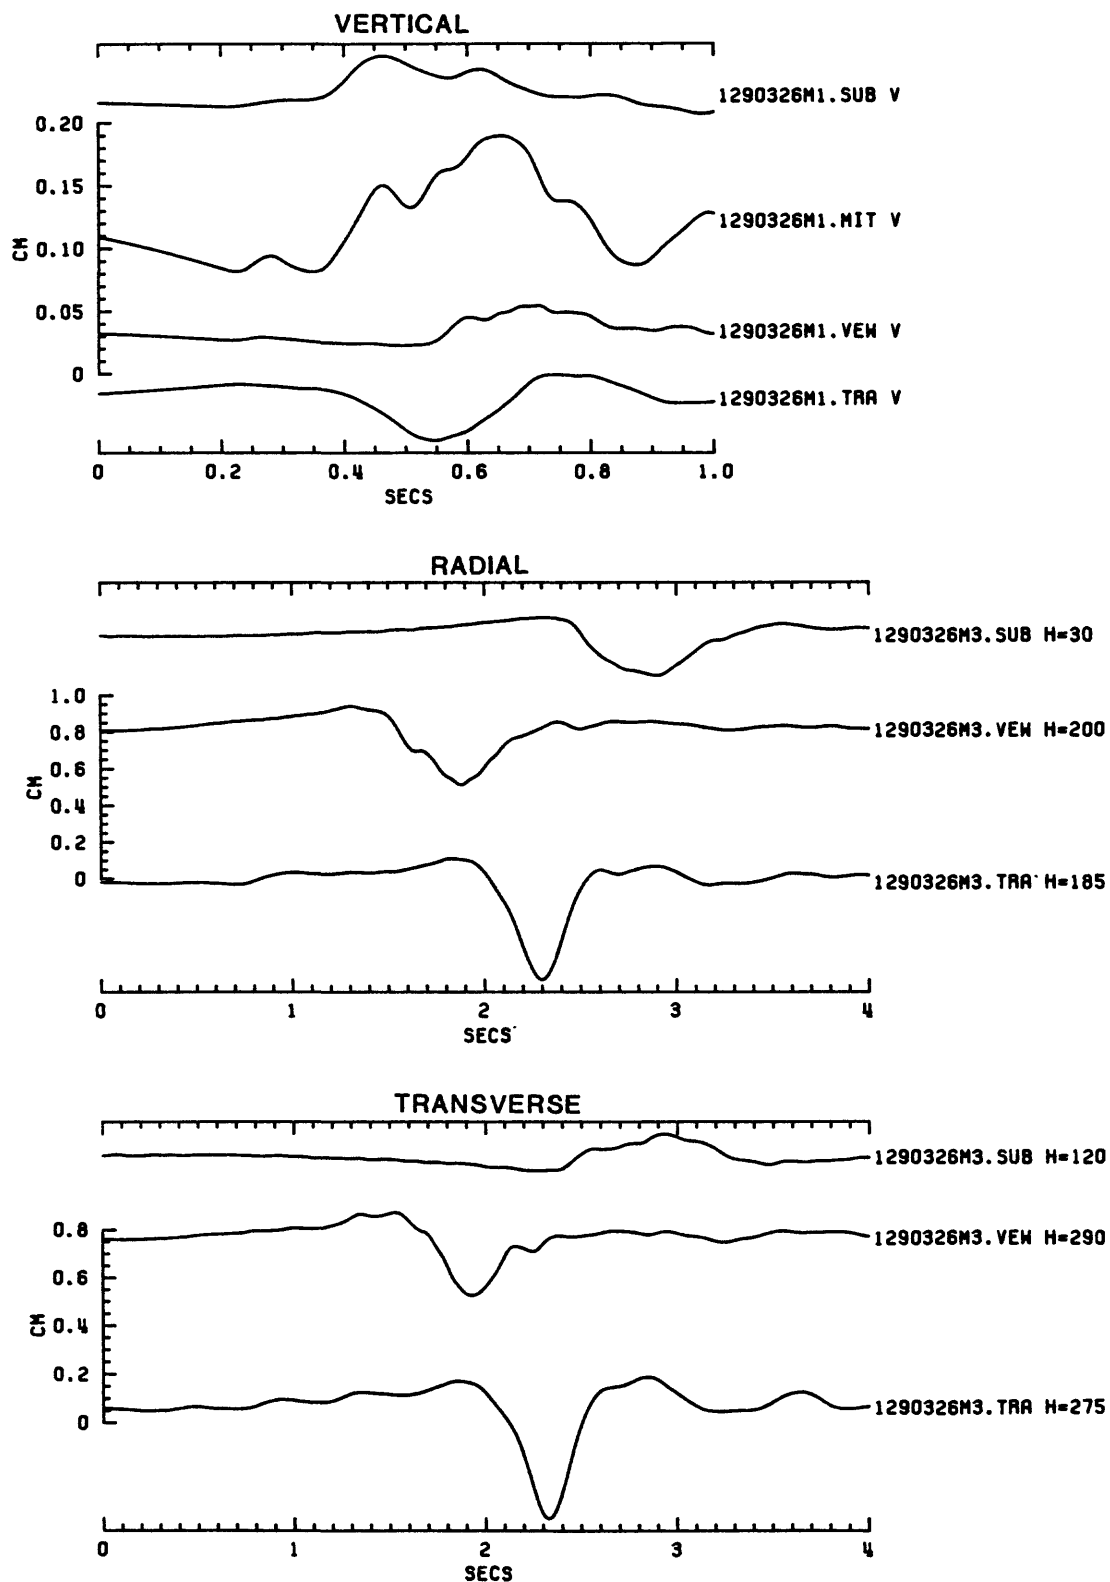 VERTICAL
1290326M1.SUB V
0.20
0.15
1290326M1.MIT V
CM
0.10
0.05
1290326M1.VEW V
0
1290326M1.TRA V
0 0.2 0.4 0.6 0.8 1.0
SECS
RADIAL
1290326M3.SUB H=30
1.0
0.8
1290326M3.VEW H=200
0.6
CM
0.4
0.2
0
1290326M3.TRA H=185
0 1 2 3 4
SECS
TRANSVERSE
1290326M3.SUB H=120
0.8
1290326M3.VEW H=290
0.6
CM
0.4
0.2
0
1290326M3.TRA H=275
0 1 2 3 4
SECS